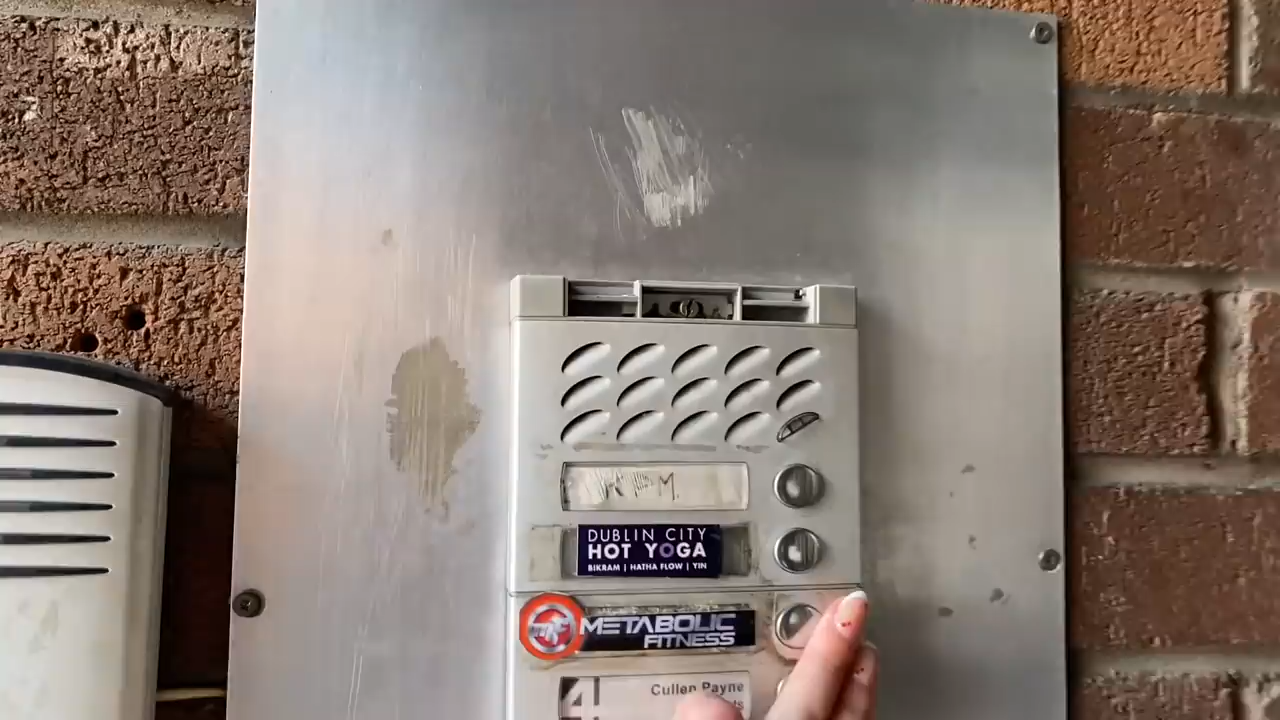 DUBLIN CITY
HOT YOGA
BIKRAM | HATHA FLOW | YIN
METABOLIC
FITNESS
4
Cullen Payne